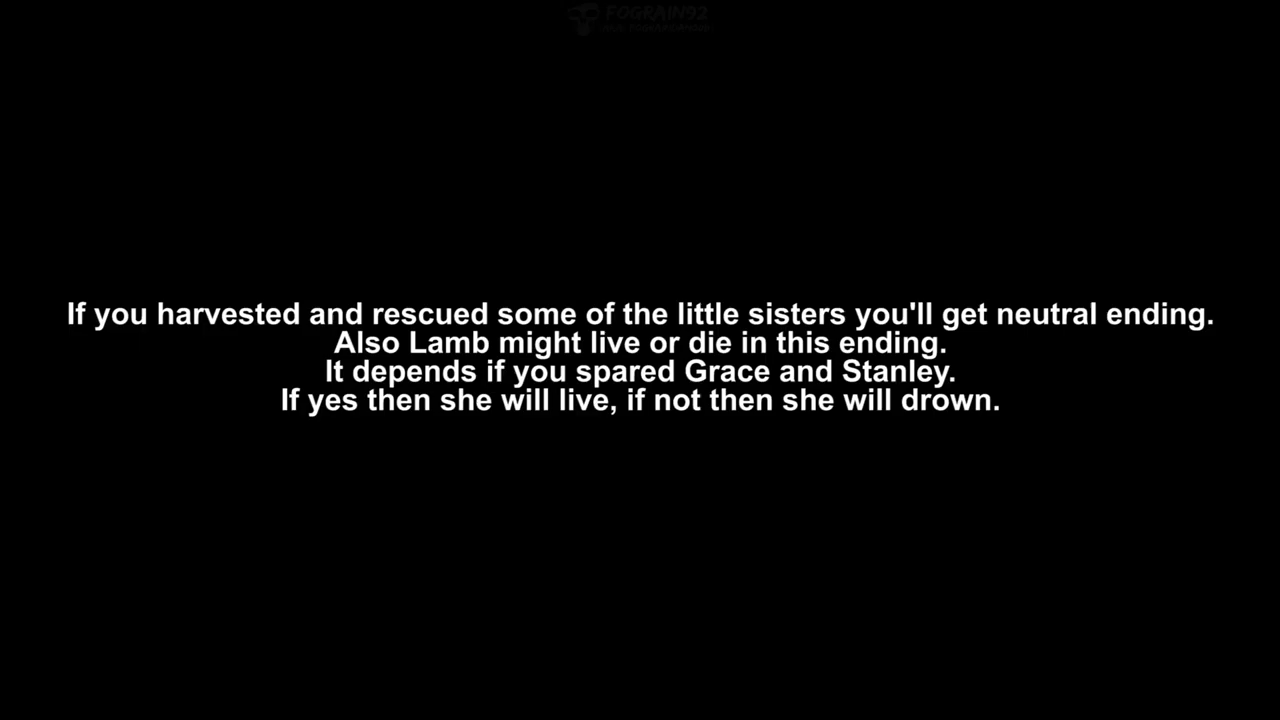 FOGRAIN92
If you harvested and rescued some of the little sisters you'll get neutral ending.
Also Lamb might live or die in this ending.
It depends if you spared Grace and Stanley.
If yes then she will live, if not then she will drown.